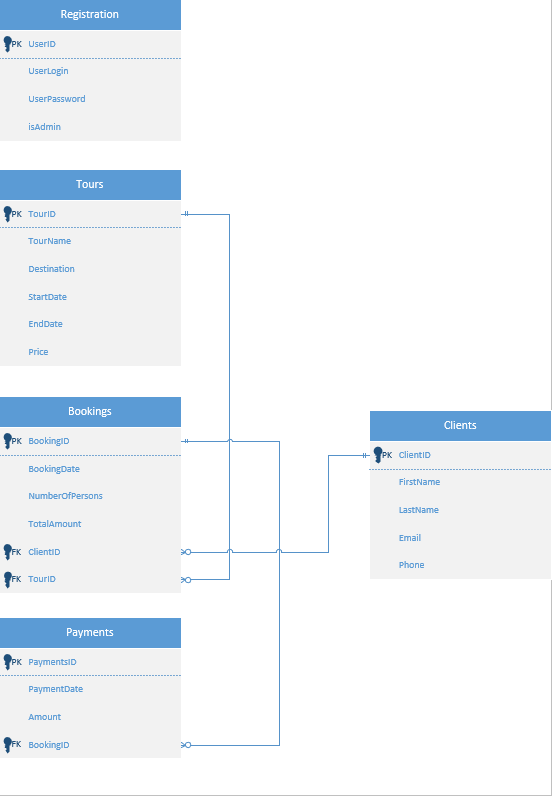 Registration
PK UserID
UserLogin
UserPassword
isAdmin
Tours
PK TourID
TourName
Destination
StartDate
EndDate
Price
Bookings
PK BookingID
BookingDate
NumberOfPersons
TotalAmount
FK ClientID
FK TourID
Clients
PK ClientID
FirstName
LastName
Email
Phone
Payments
PK PaymentsID
PaymentDate
Amount
FK BookingID